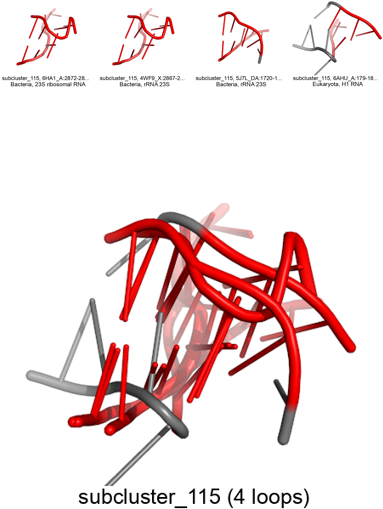 subcluster_115, 6HA1_A:2872-28...
Bacteria, 23S ribosomal RNA
subcluster_115, 4WF9_X:2867-2...
Bacteria, rRNA 23S
subcluster_115, 5J7L_DA:1720-1...
Bacteria, rRNA 23S
subcluster_115, 6AHU_A:179-18...
Eukaryota, H1 RNA
subcluster_115 (4 loops)